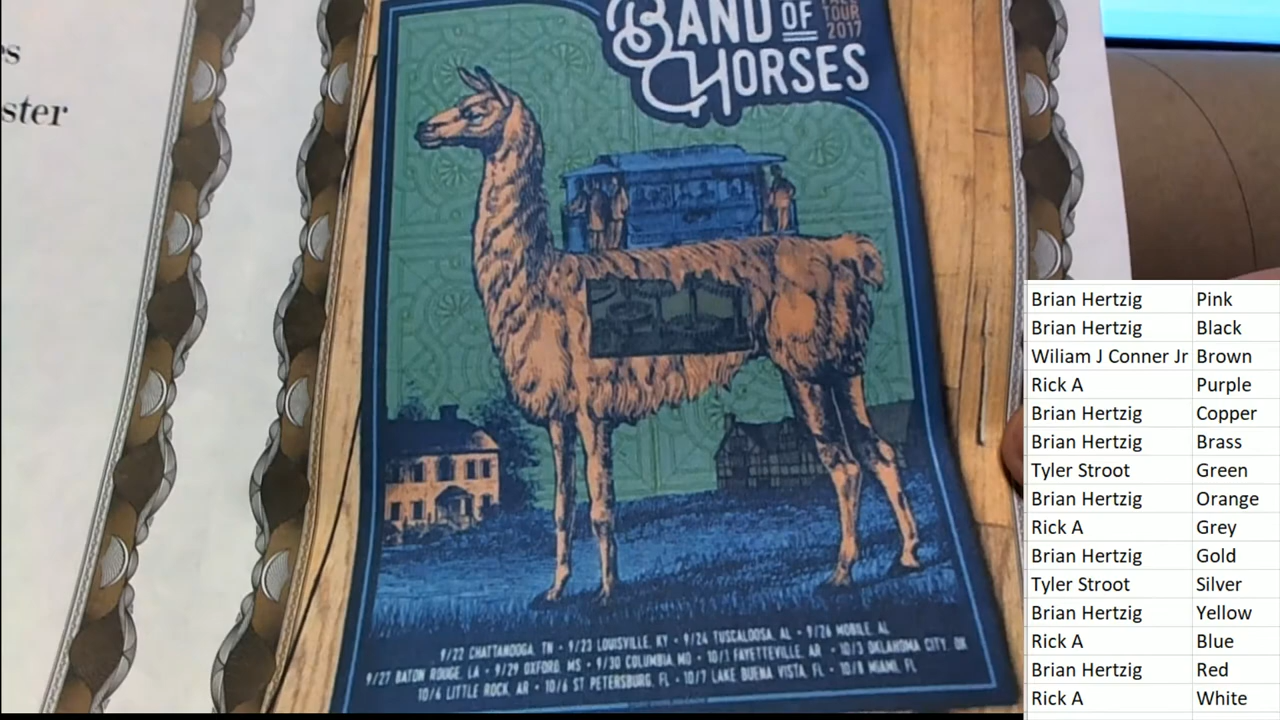 es
ster
BAND OF
HORSES
FALL
TOUR
2017
9/22 CHATTANOOGA, TN • 9/23 LOUISVILLE, KY • 9/24 TUSCALOOSA, AL • 9/26 MOBILE, AL
9/27 BATON ROUGE, LA • 9/29 OXFORD, MS • 9/30 COLUMBIA, MO • 10/1 FAYETTEVILLE, AR • 10/3 OKLAHOMA CITY, OK
10/4 LITTLE ROCK, AR • 10/6 ST PETERSBURG, FL • 10/7 LAKE BUENA VISTA, FL • 10/8 MIAMI, FL
Brian Hertzig Pink
Brian Hertzig Black
Wiliam J Conner Jr Brown
Rick A Purple
Brian Hertzig Copper
Brian Hertzig Brass
Tyler Stroot Green
Brian Hertzig Orange
Rick A Grey
Brian Hertzig Gold
Tyler Stroot Silver
Brian Hertzig Yellow
Rick A Blue
Brian Hertzig Red
Rick A White